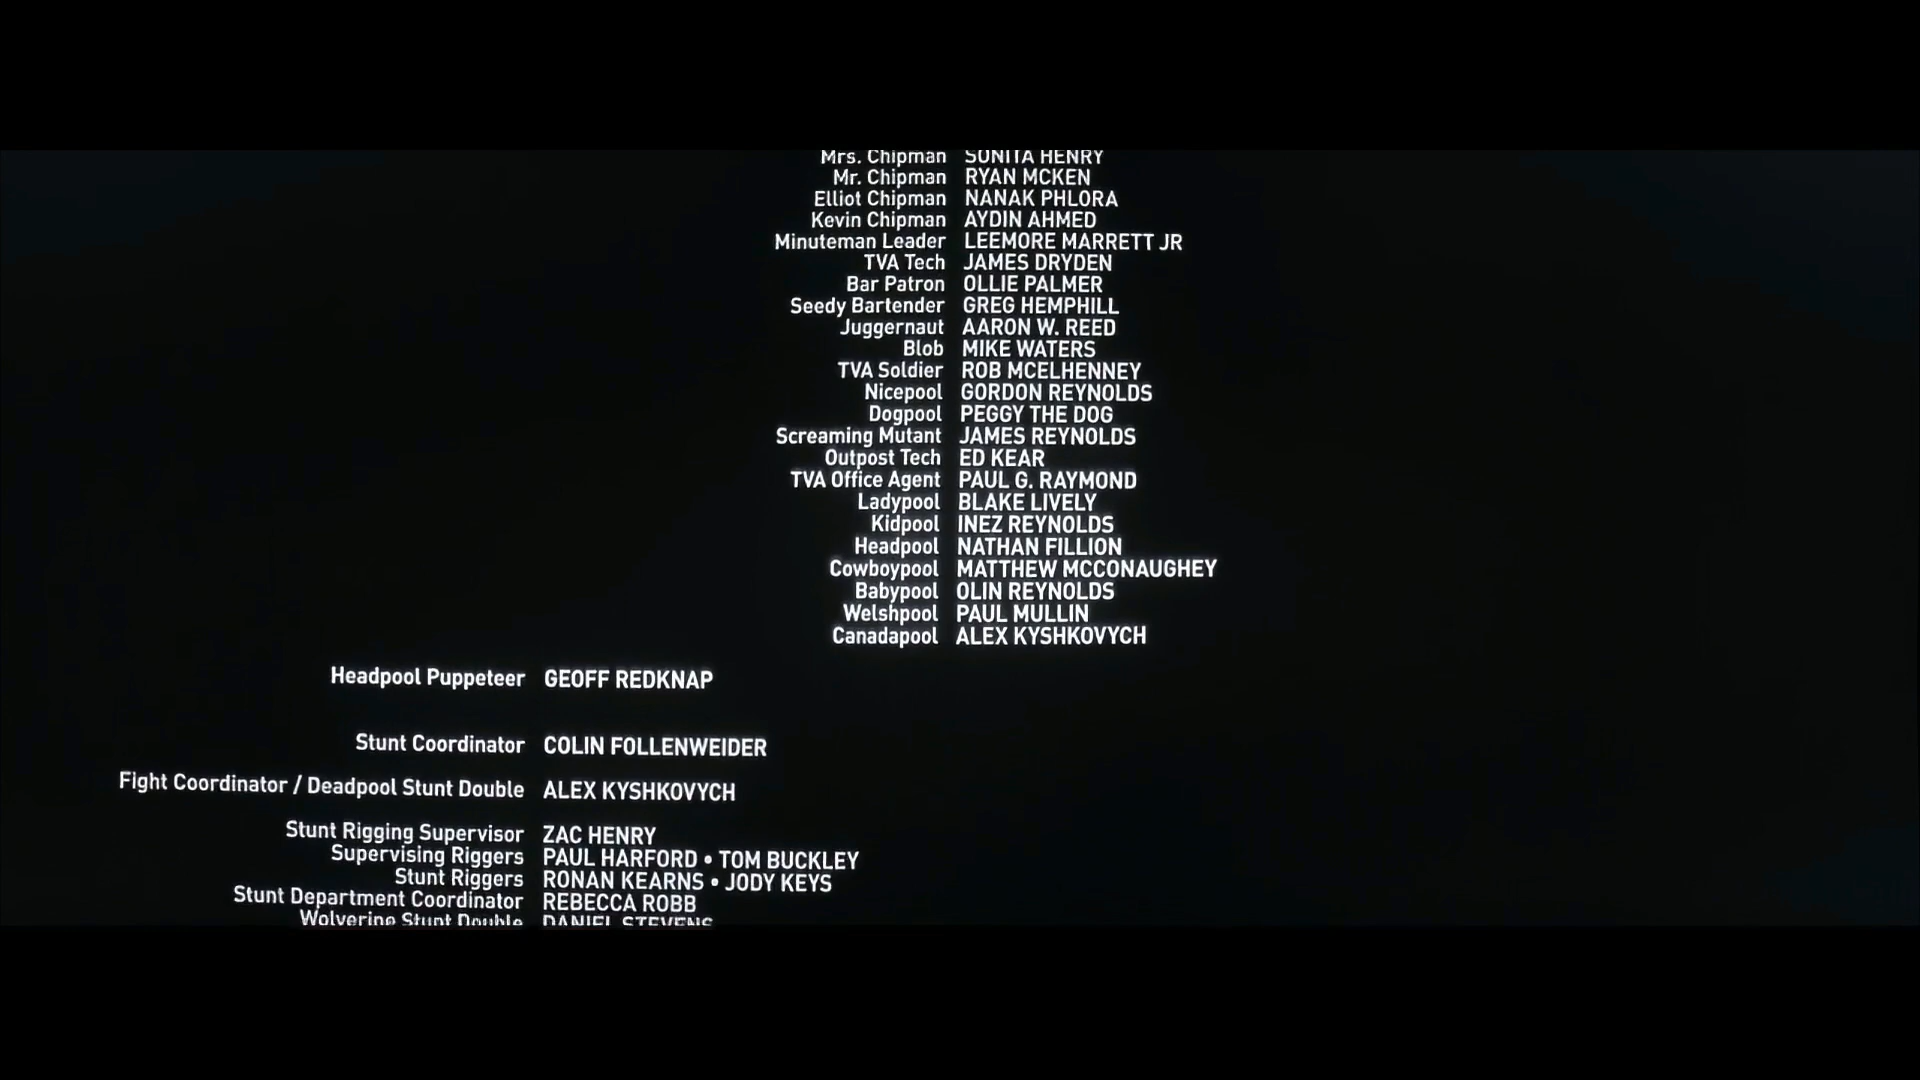 Mrs. Chipman SUNITA HENRY
Mr. Chipman RYAN MCKEN
Elliot Chipman NANAK PHLORA
Kevin Chipman AYDIN AHMED
Minuteman Leader LEEMORE MARRETT JR
TVA Tech JAMES DRYDEN
Bar Patron OLLIE PALMER
Seedy Bartender GREG HEMPHILL
Juggernaut AARON W. REED
Blob MIKE WATERS
TVA Soldier ROB MCELHENNEY
Nicepool GORDON REYNOLDS
Dogpool PEGGY THE DOG
Screaming Mutant JAMES REYNOLDS
Outpost Tech ED KEAR
TVA Office Agent PAUL G. RAYMOND
Ladypool BLAKE LIVELY
Kidpool INEZ REYNOLDS
Headpool NATHAN FILLION
Cowboypool MATTHEW MCCONAUGHEY
Babypool OLIN REYNOLDS
Welshpool PAUL MULLIN
Canadapool ALEX KYSHKOVYCH
Headpool Puppeteer GEOFF REDKNAP
Stunt Coordinator COLIN FOLLENWEIDER
Fight Coordinator / Deadpool Stunt Double ALEX KYSHKOVYCH
Stunt Rigging Supervisor ZAC HENRY
Supervising Riggers PAUL HARFORD • TOM BUCKLEY
Stunt Riggers RONAN KEARNS • JODY KEYS
Stunt Department Coordinator REBECCA ROBB
Wolverine Stunt Double DANIEL STEVENS